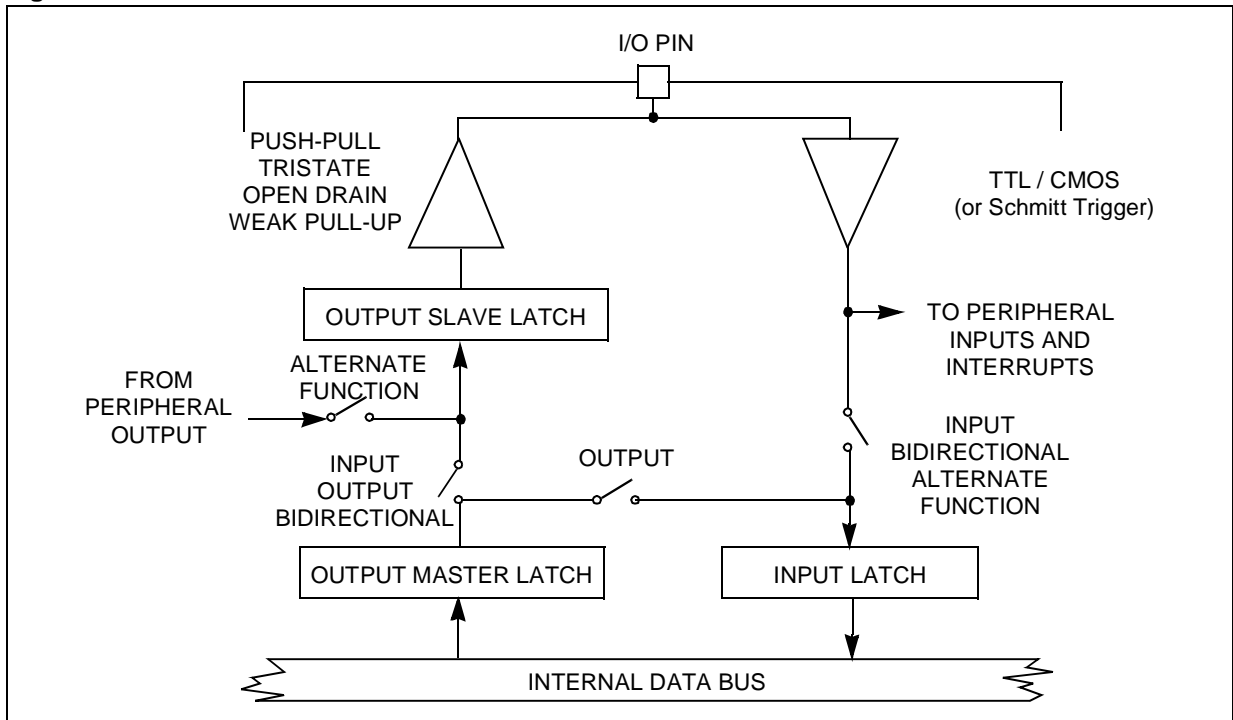 I/O PIN
PUSH-PULL
TRISTATE
OPEN DRAIN
WEAK PULL-UP
TTL / CMOS
(or Schmitt Trigger)
OUTPUT SLAVE LATCH
TO PERIPHERAL
INPUTS AND
INTERRUPTS
ALTERNATE
FUNCTION
FROM
PERIPHERAL
OUTPUT
INPUT
OUTPUT
BIDIRECTIONAL
OUTPUT
INPUT
BIDIRECTIONAL
ALTERNATE
FUNCTION
OUTPUT MASTER LATCH
INPUT LATCH
INTERNAL DATA BUS